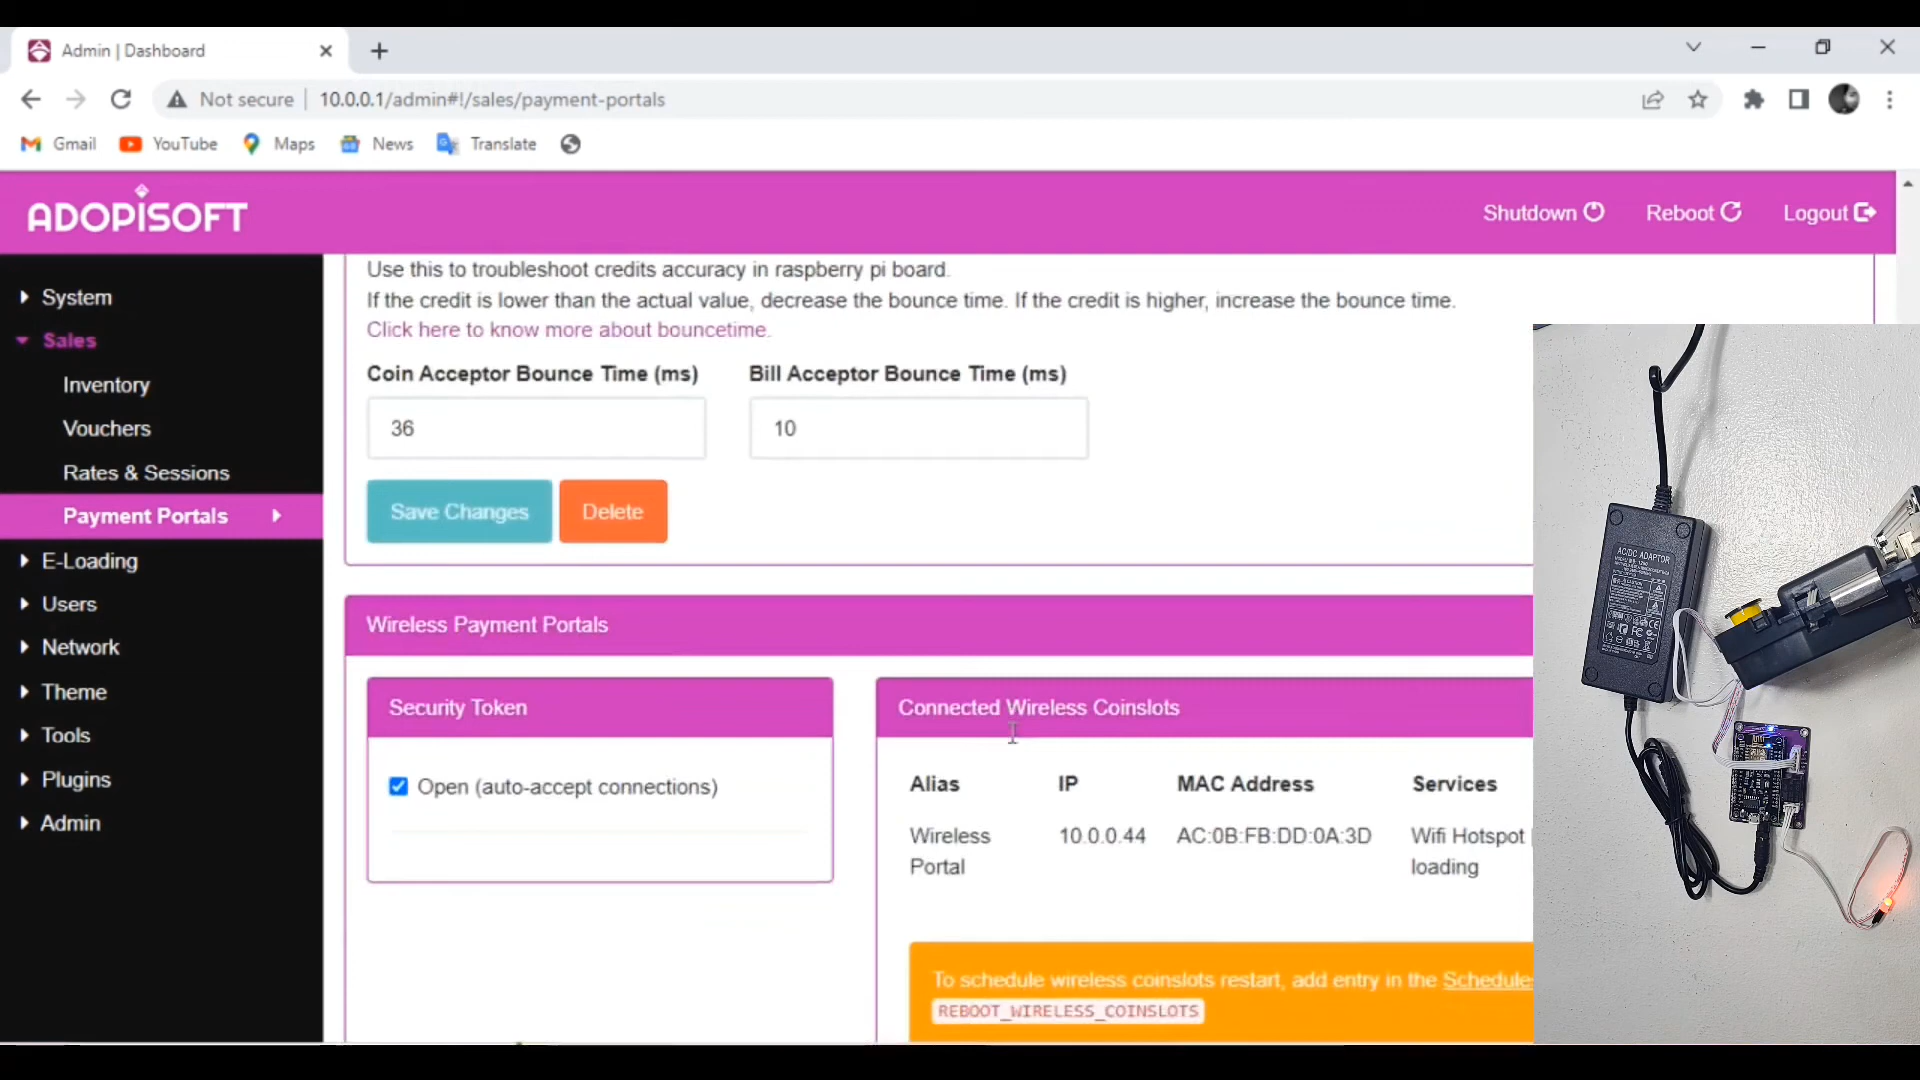 Admin | Dashboard
Not secure
10.0.0.1/admin#!/sales/payment-portals
Gmail
YouTube
Maps
News
Translate
ADOPISOFT
Shutdown
Reboot
Logout
System
Sales
Inventory
Vouchers
Rates & Sessions
Payment Portals
E-Loading
Users
Network
Theme
Tools
Plugins
Admin
Use this to troubleshoot credits accuracy in raspberry pi board.
If the credit is lower than the actual value, decrease the bounce time. If the credit is higher, increase the bounce time.
Click here to know more about bouncetime.
Coin Acceptor Bounce Time (ms)
Bill Acceptor Bounce Time (ms)
36
10
Save Changes
Delete
Wireless Payment Portals
Security Token
Open (auto-accept connections)
Connected Wireless Coinslots
Alias IP MAC Address Services
Wireless 10.0.0.44 AC:0B:FB:DD:0A:3D Wifi Hotspot
Portal loading
To schedule wireless coinslots restart, add entry in the Schedule
REBOOT_WIRELESS_COINSLOTS
AC/DC ADAPTOR